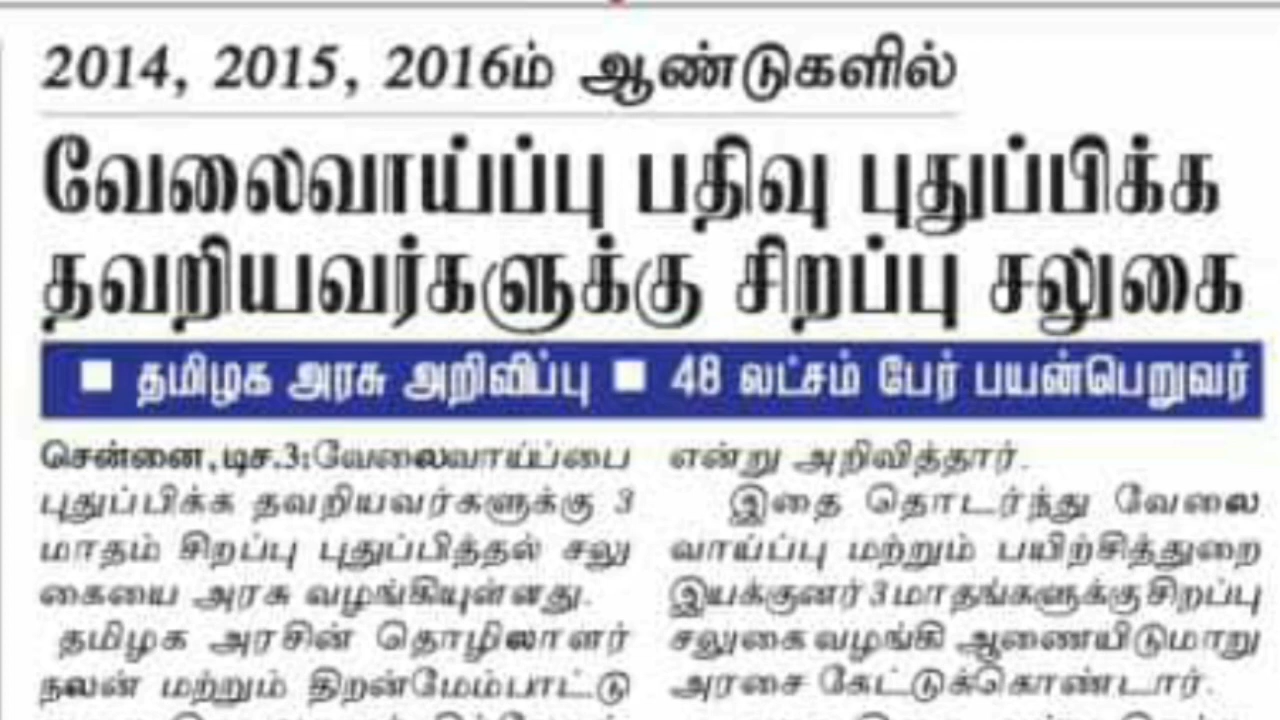 2014, 2015, 2016ம் ஆண்டுகளில்
வேலைவாய்ப்பு பதிவு புதுப்பிக்க
தவறியவர்களுக்கு சிறப்பு சலுகை
■ தமிழக அரசு அறிவிப்பு ■ 48 லட்சம் பேர் பயன்பெறுவர்
சென்னை, டிச.3: வேலைவாய்ப்பை
புதுப்பிக்க தவறியவர்களுக்கு 3
மாதம் சிறப்பு புதுப்பித்தல் சலு
கையை அரசு வழங்கியுள்ளது.
தமிழக அரசின் தொழிலாளர்
நலன் மற்றும் திறன்மேம்பாட்டு
என்று அறிவித்தார்.
இதை தொடர்ந்து வேலை
வாய்ப்பு மற்றும் பயிற்சித்துறை
இயக்குனர் 3 மாதங்களுக்கு சிறப்பு
சலுகை வழங்கி ஆணையிடுமாறு
அரசை கேட்டுக்கொண்டார்.